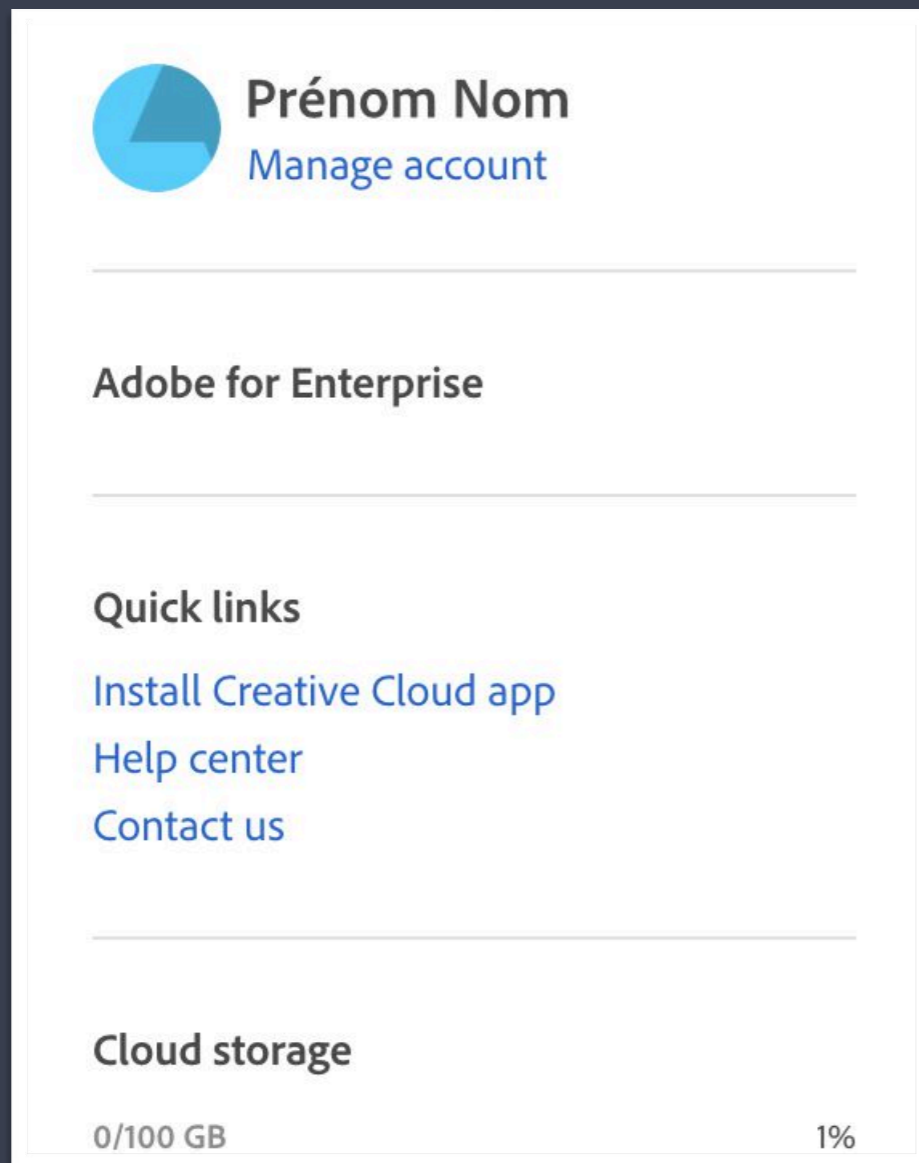 Prénom Nom
Manage account
Adobe for Enterprise
Quick links
Install Creative Cloud app
Help center
Contact us
Cloud storage
0/100 GB 1%